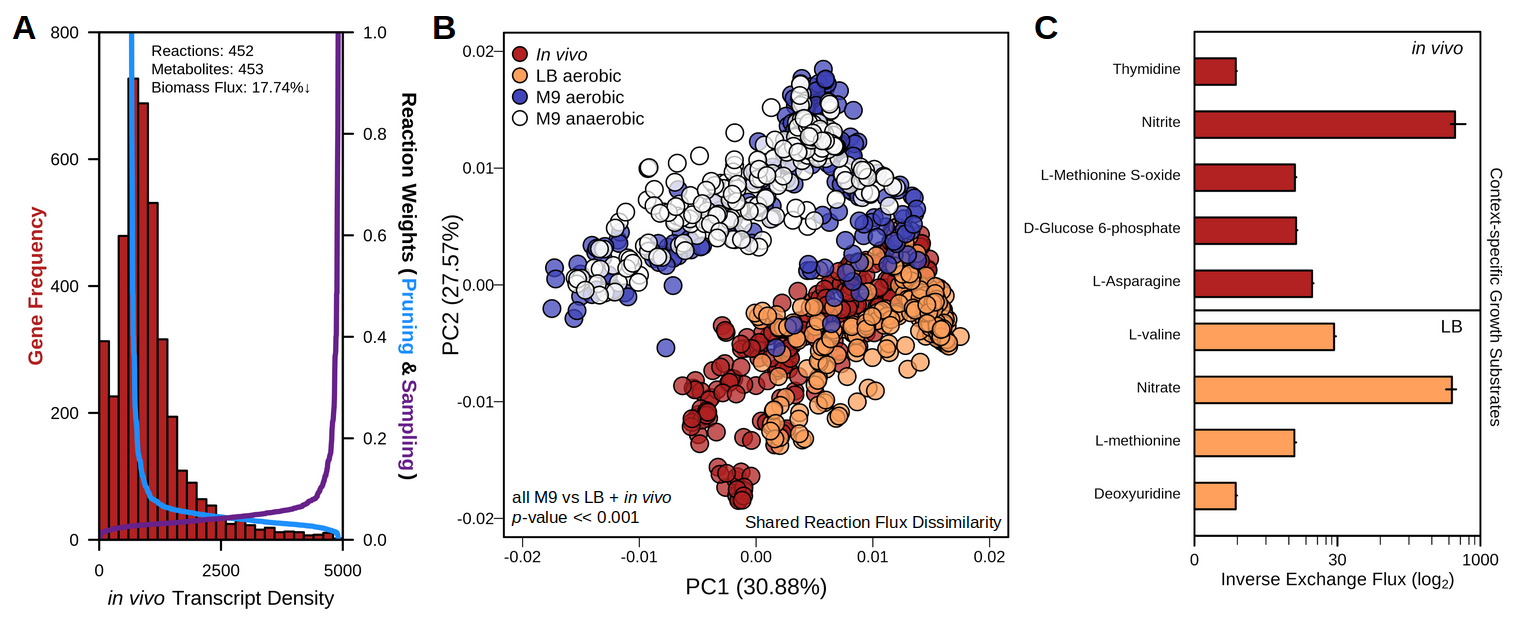 A
800
600
400
200
0
Gene Frequency
Reactions: 452
Metabolites: 453
Biomass Flux: 17.74%↓
1.0
0.8
0.6
0.4
0.2
0.0
Reaction Weights (Pruning & Sampling)
0
2500
5000
in vivo Transcript Density
B
0.02
0.01
0.00
-0.01
-0.02
PC2 (27.57%)
In vivo
LB aerobic
M9 aerobic
M9 anaerobic
all M9 vs LB + in vivo
p-value << 0.001
Shared Reaction Flux Dissimilarity
-0.02
-0.01
0.00
0.01
0.02
PC1 (30.88%)
C
in vivo
Thymidine
Nitrite
L-Methionine S-oxide
D-Glucose 6-phosphate
L-Asparagine
LB
L-valine
Nitrate
L-methionine
Deoxyuridine
Context-specific Growth Substrates
0
30
1000
Inverse Exchange Flux (log2)